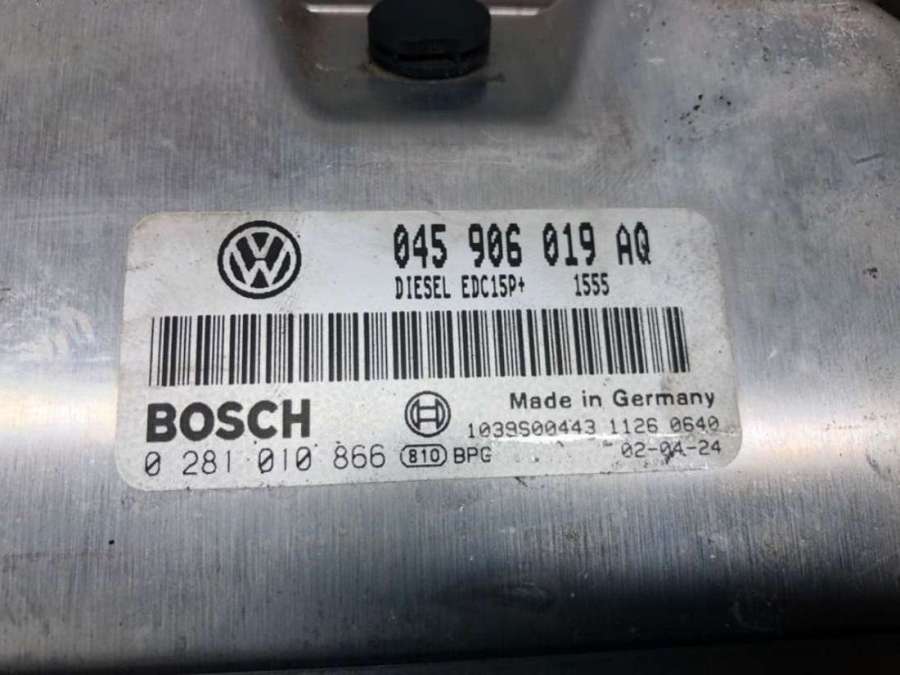 045 906 019 AQ
DIESEL EDC15P+ 1555
BOSCH
Made in Germany
1039S00443 1126 0640
0 281 010 866 810 BPG
02-04-24